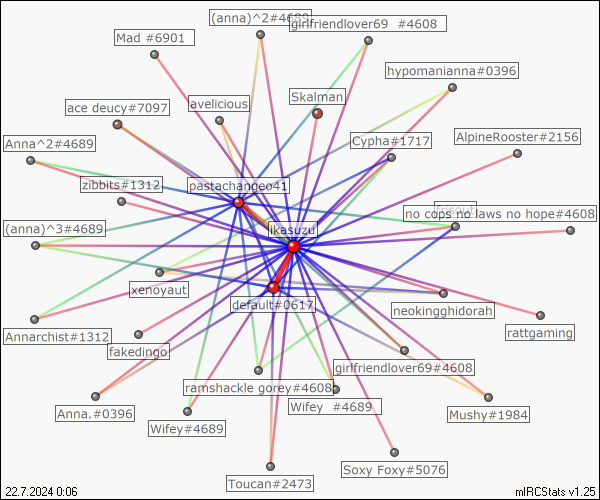 (anna)^2#4689
girlfriendlover69 #4608
Mad #6901
hypomanianna#0396
ace deucy#7097
avelicious
Skalman
Anna^2#4689
Cypha#1717
AlpineRooster#2156
zibbits#1312
pastachangeo41
no cops no laws no hope#4608
(anna)^3#4689
ikasuzu
xenoyaut
default#0617
neokingghidorah
Annarchist#1312
rattgaming
fakedingo
girlfriendlover69#4608
ramshackle gorey#4608
Anna.#0396
Wifey #4689
Mushy#1984
Wifey#4689
Soxy Foxy#5076
Toucan#2473
22.7.2024 0:06
mIRCStats v1.25